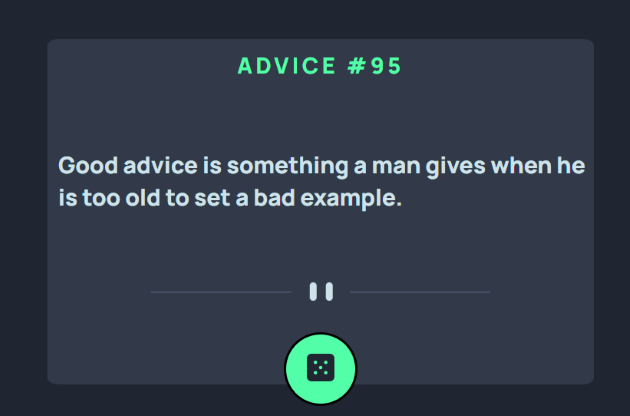 ADVICE #95
Good advice is something a man gives when he
is too old to set a bad example.